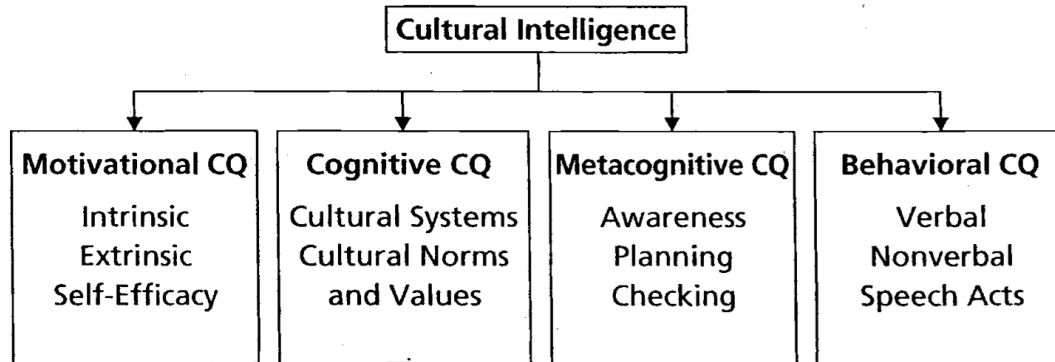 Cultural Intelligence
Motivational CQ
Intrinsic
Extrinsic
Self-Efficacy
Cognitive CQ
Cultural Systems
Cultural Norms
and Values
Metacognitive CQ
Awareness
Planning
Checking
Behavioral CQ
Verbal
Nonverbal
Speech Acts